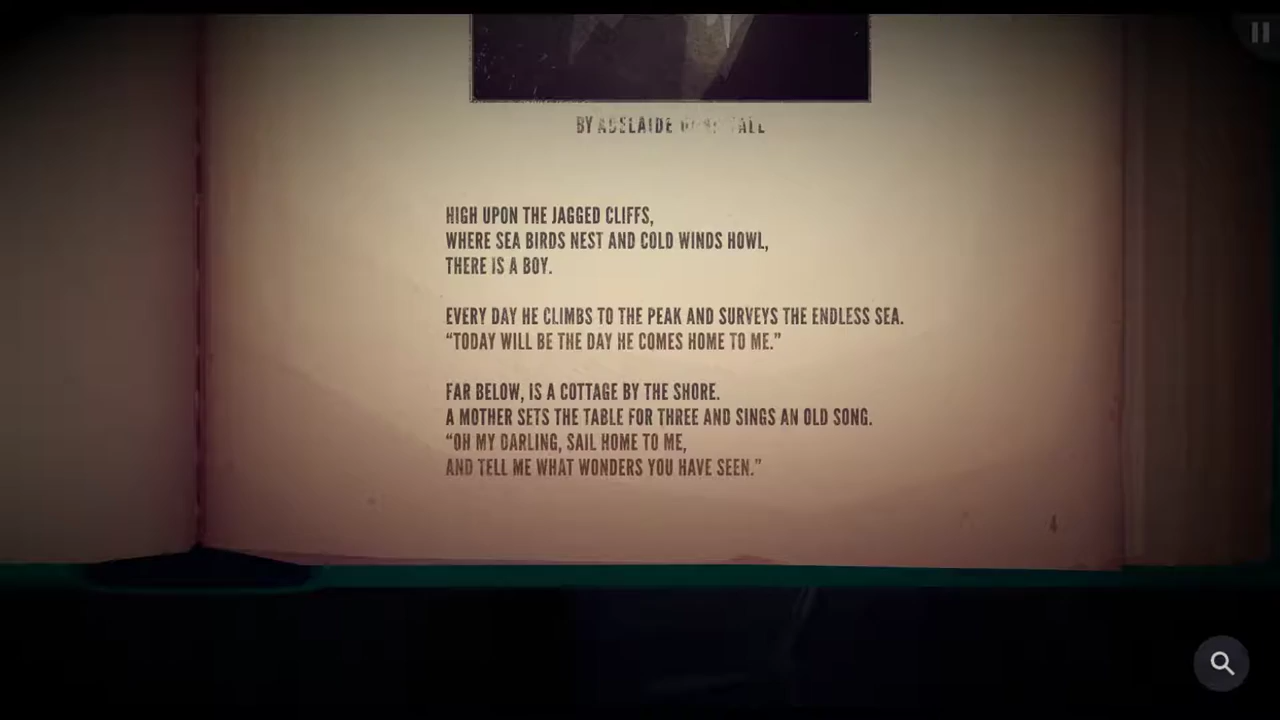 BY ADELAIDE
HIGH UPON THE JAGGED CLIFFS,
WHERE SEA BIRDS NEST AND COLD WINDS HOWL,
THERE IS A BOY.
EVERY DAY HE CLIMBS TO THE PEAK AND SURVEYS THE ENDLESS SEA.
“TODAY WILL BE THE DAY HE COMES HOME TO ME.”
FAR BELOW, IS A COTTAGE BY THE SHORE.
A MOTHER SETS THE TABLE FOR THREE AND SINGS AN OLD SONG.
“OH MY DARLING, SAIL HOME TO ME,
AND TELL ME WHAT WONDERS YOU HAVE SEEN.”
4